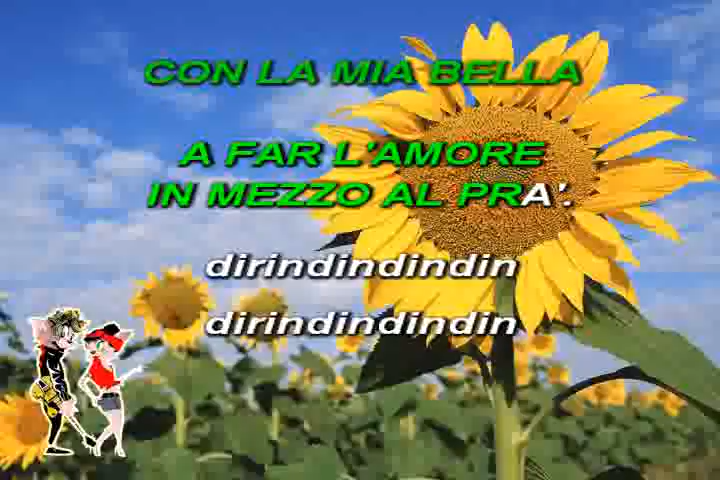 CON LA MIA BELLA
A FAR L'AMORE
IN MEZZO AL PRA'.
dirindindindin
dirindindindin